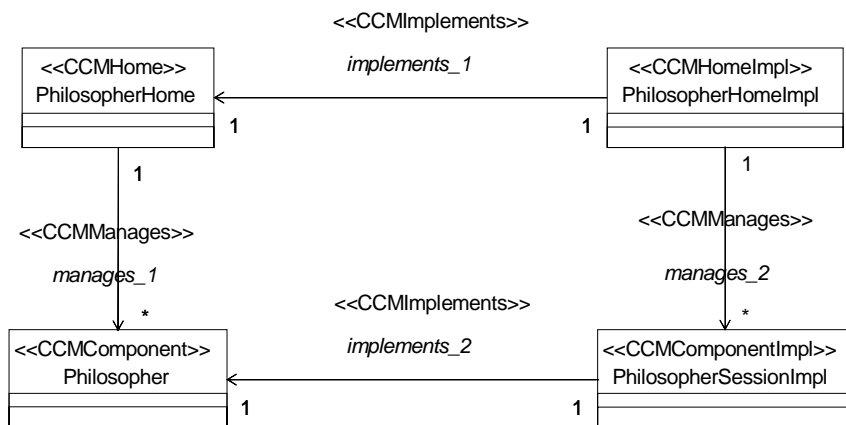 <<CCMImplements>>
implements_1
<<CCMHome>>
PhilosopherHome
<<CCMHomeImpl>>
PhilosopherHomeImpl
1
1
1
1
<<CCMManages>>
manages_1
<<CCMManages>>
manages_2
<<CCMImplements>>
implements_2
*
*
<<CCMComponent>>
Philosopher
<<CCMComponentImpl>>
PhilosopherSessionImpl
1
1